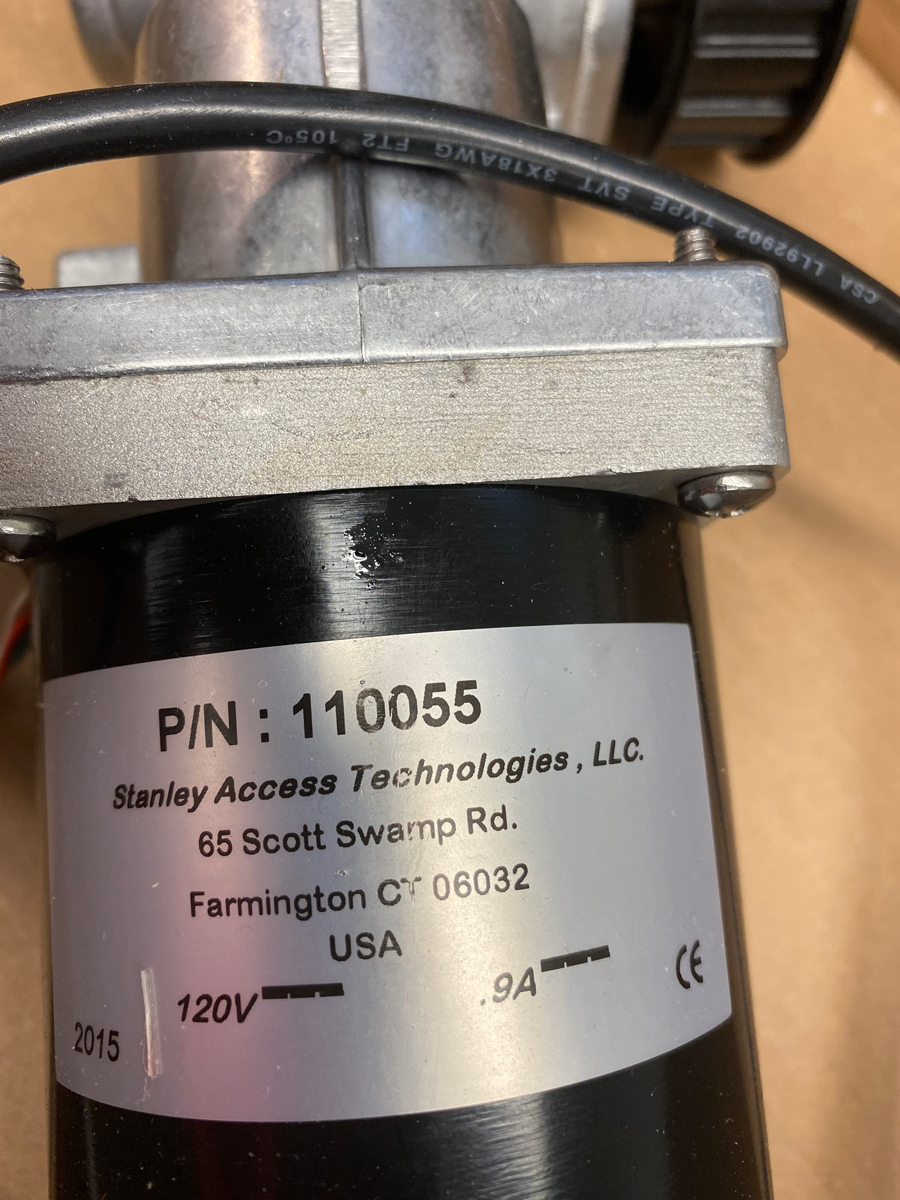 CSA LL92902 TYPE SVT 3X18AWG FT2 105°C
P/N : 110055
Stanley Access Technologies , LLC.
65 Scott Swamp Rd.
Farmington CT 06032
USA
120V
.9A
CE
2015